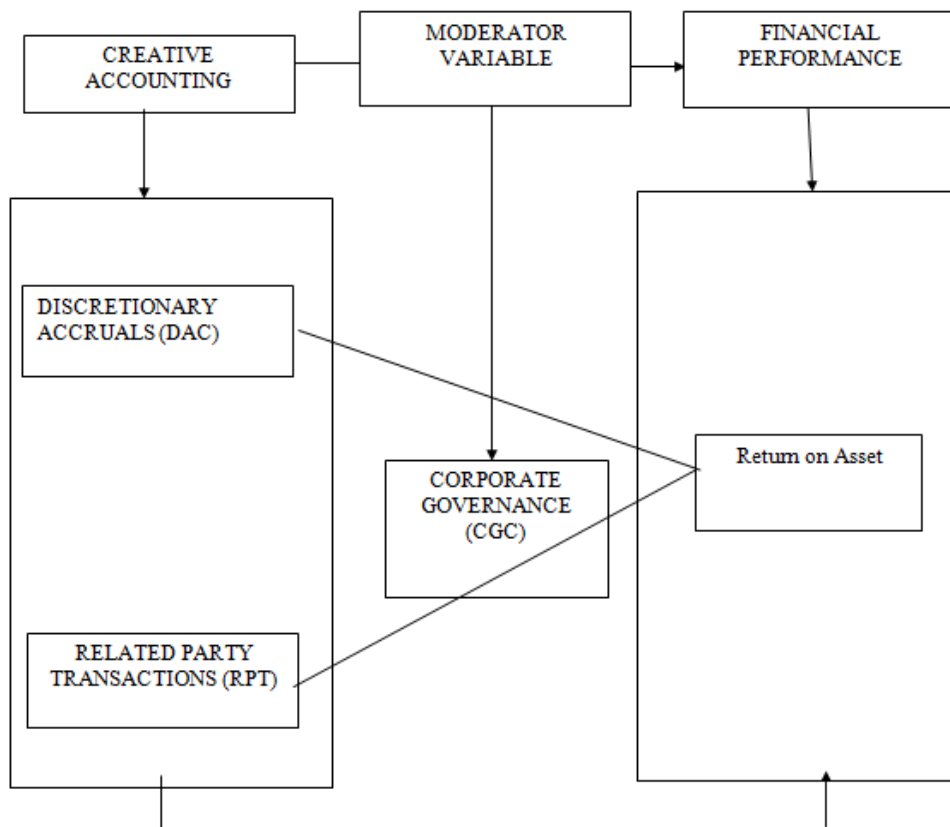 CREATIVE
ACCOUNTING
MODERATOR
VARIABLE
FINANCIAL
PERFORMANCE
DISCRETIONARY
ACCRUALS (DAC)
CORPORATE
GOVERNANCE
(CGC)
Return on Asset
RELATED PARTY
TRANSACTIONS (RPT)